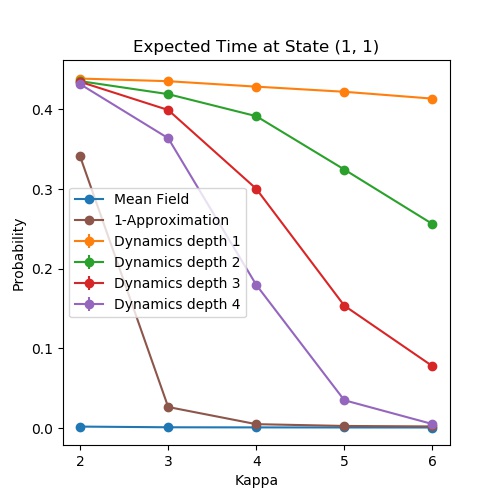 Expected Time at State (1, 1)
Probability
0.4
0.3
0.2
0.1
0.0
Mean Field
1-Approximation
Dynamics depth 1
Dynamics depth 2
Dynamics depth 3
Dynamics depth 4
2 3 4 5 6
Kappa